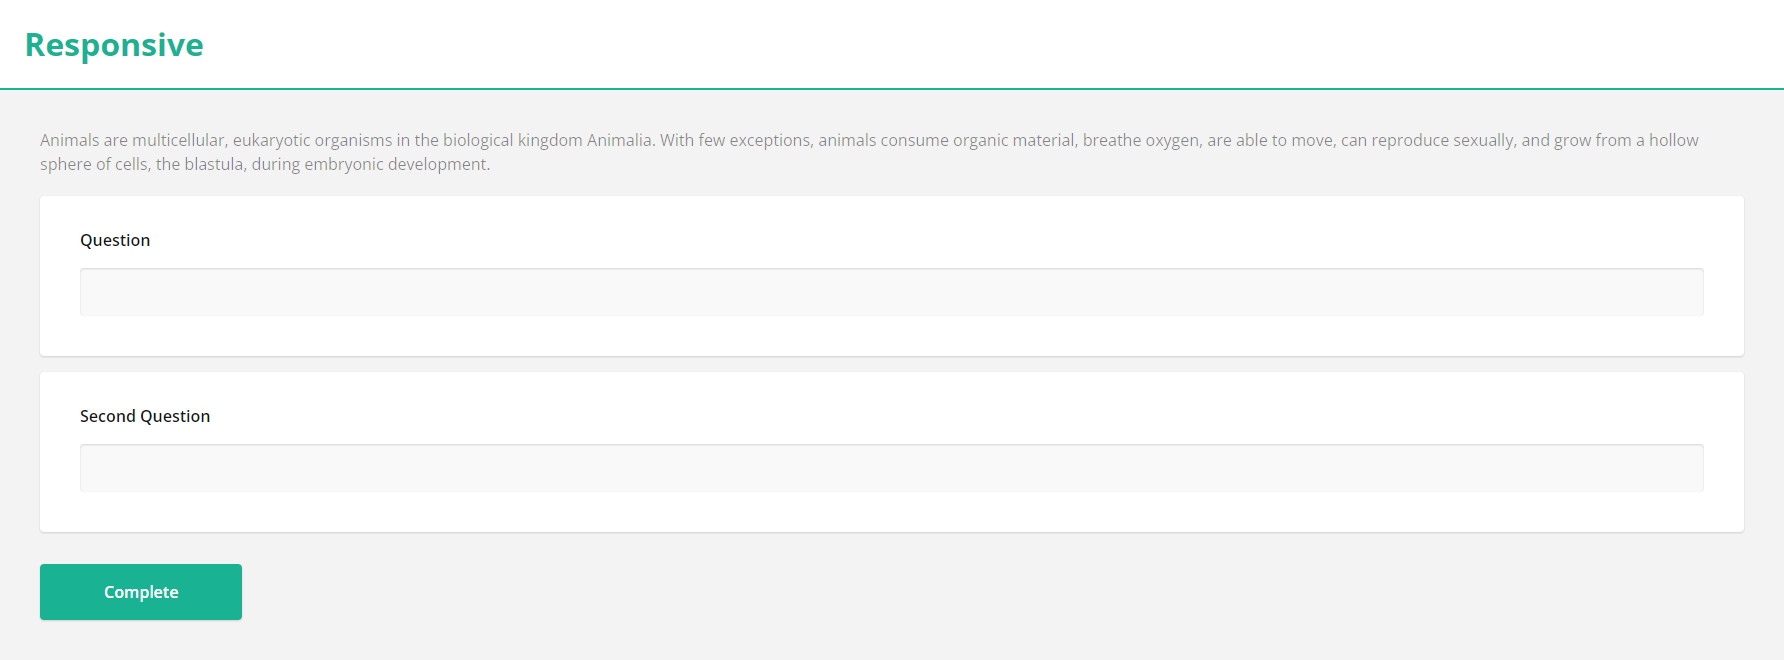 Responsive
Animals are multicellular, eukaryotic organisms in the biological kingdom Animalia. With few exceptions, animals consume organic material, breathe oxygen, are able to move, can reproduce sexually, and grow from a hollow
sphere of cells, the blastula, during embryonic development.
Question
Second Question
Complete